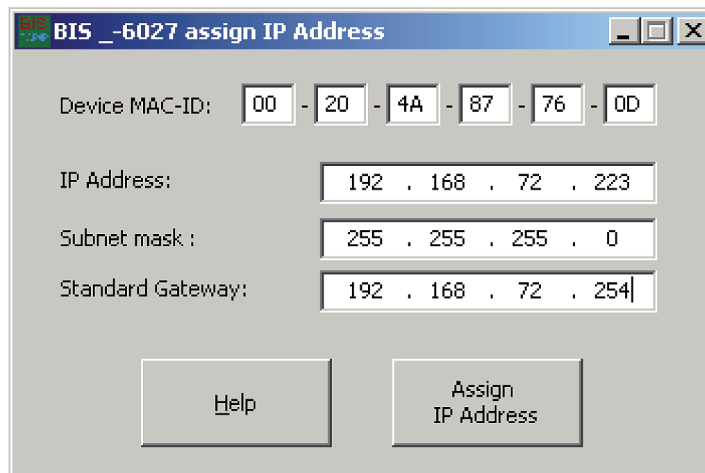 BIS _-6027 assign IP Address
Device MAC-ID: 00 - 20 - 4A - 87 - 76 - 0D
IP Address: 192 . 168 . 72 . 223
Subnet mask : 255 . 255 . 255 . 0
Standard Gateway: 192 . 168 . 72 . 254
Help
Assign
IP Address